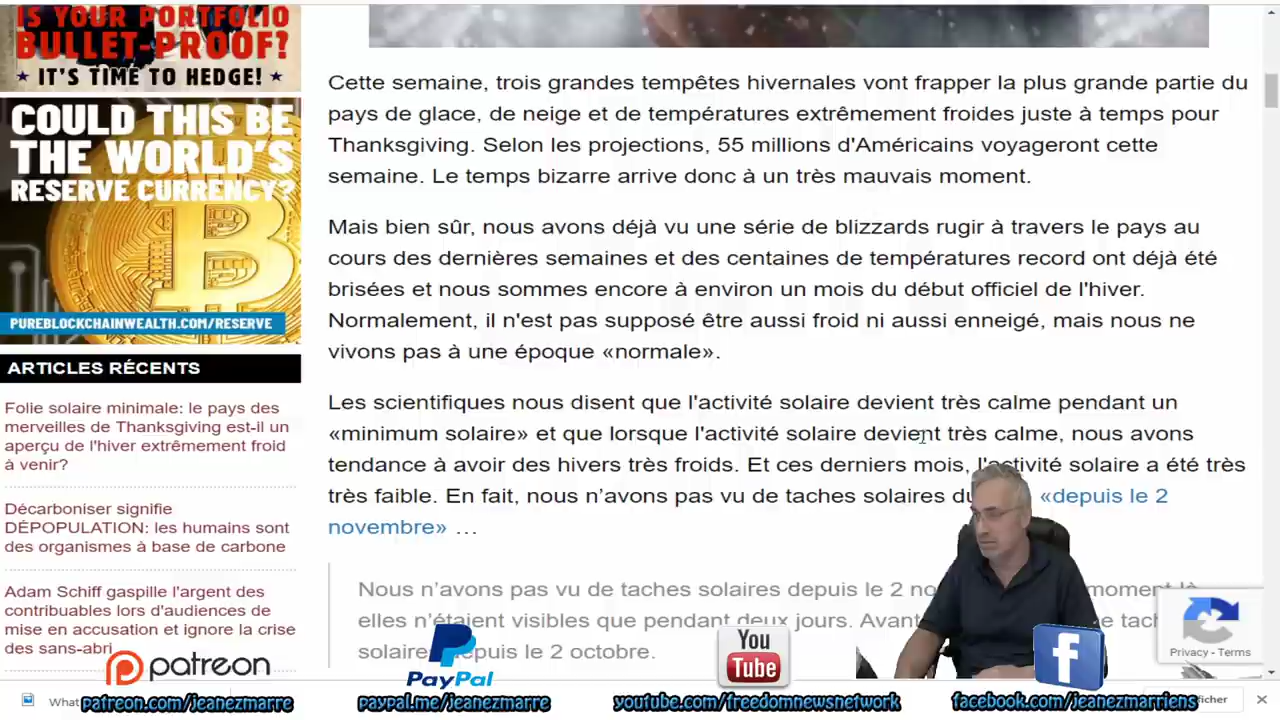 IS YOUR PORTFOLIO
BULLET-PROOF?
IT'S TIME TO HEDGE!
COULD THIS BE
THE WORLD'S
RESERVE CURRENCY?
PUREBLOCKCHAINWEALTH.COM/RESERVE
ARTICLES RÉCENTS
Folie solaire minimale: le pays des
merveilles de Thanksgiving est-il un
aperçu de l'hiver extrêmement froid
à venir?
Décarboniser signifie
DÉPOPULATION: les humains sont
des organismes à base de carbone
Adam Schiff gaspille l'argent des
contribuables lors d'audiences de
mise en accusation et ignore la crise
des sans-abri
Cette semaine, trois grandes tempêtes hivernales vont frapper la plus grande partie du
pays de glace, de neige et de températures extrêmement froides juste à temps pour
Thanksgiving. Selon les projections, 55 millions d'Américains voyageront cette
semaine. Le temps bizarre arrive donc à un très mauvais moment.
Mais bien sûr, nous avons déjà vu une série de blizzards rugir à travers le pays au
cours des dernières semaines et des centaines de températures record ont déjà été
brisées et nous sommes encore à environ un mois du début officiel de l'hiver.
Normalement, il n'est pas supposé être aussi froid ni aussi enneigé, mais nous ne
vivons pas à une époque «normale».
Les scientifiques nous disent que l'activité solaire devient très calme pendant un
«minimum solaire» et que lorsque l'activité solaire devient très calme, nous avons
tendance à avoir des hivers très froids. Et ces derniers mois, l'activité solaire a été très
très faible. En fait, nous n’avons pas vu de taches solaires du «depuis le 2
novembre» …
Nous n’avons pas vu de taches solaires depuis le 2
elles n'étaient visibles que pendant deux jours. Avant
solaires depuis le 2 octobre.
Privacy - Terms
patreon
PayPal
You
Tube
f
What
patreon.com/jeanezmarre
paypal.me/jeanezmarre
youtube.com/freedomnewsnetwork
facebook.com/jeanezmarriens